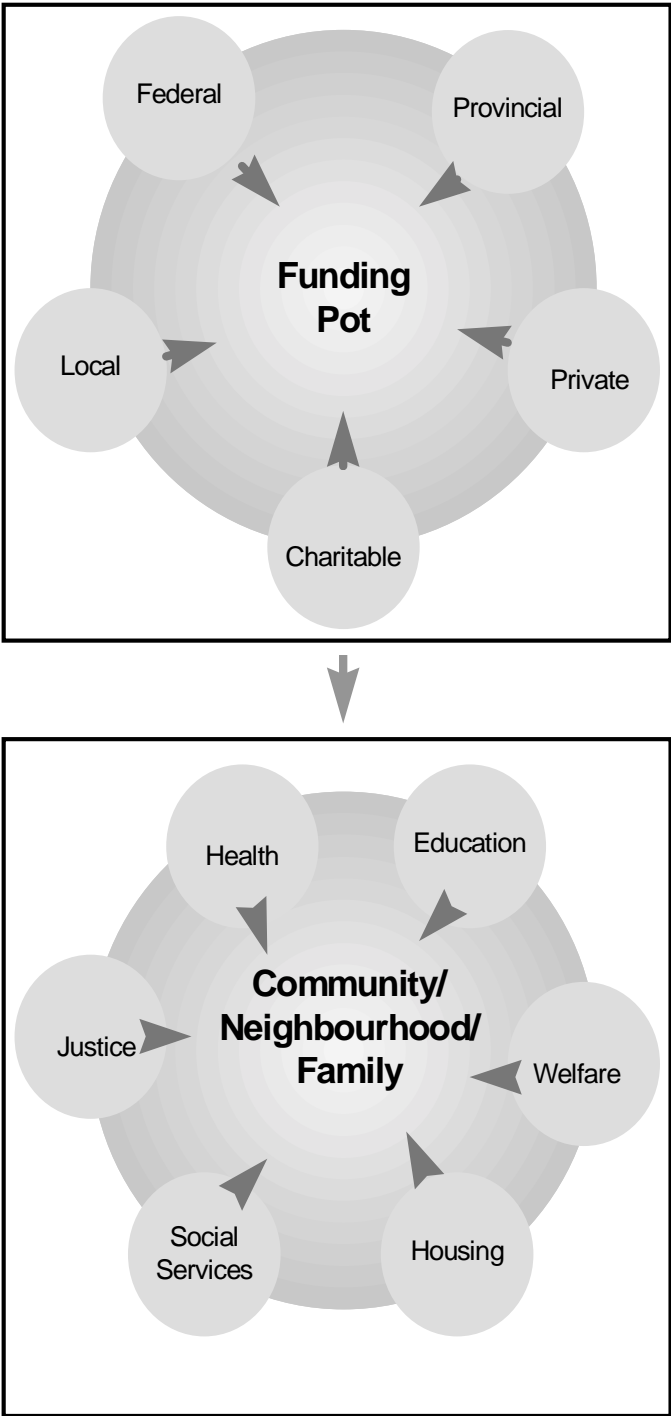 Federal
Provincial
Funding
Pot
Local
Private
Charitable
Health
Education
Community/
Neighbourhood/
Family
Justice
Welfare
Social
Services
Housing